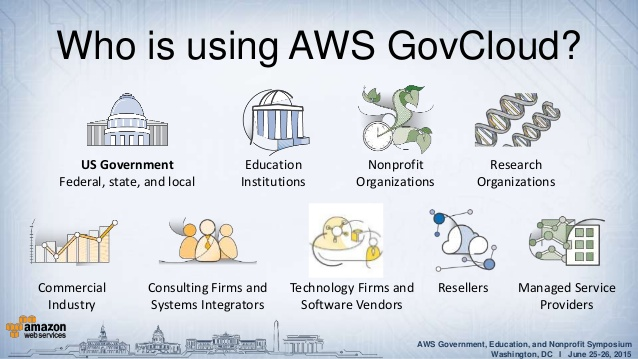 Who is using AWS GovCloud?
US Government
Federal, state, and local
Education
Institutions
Nonprofit
Organizations
Research
Organizations
Commercial
Industry
Consulting Firms and
Systems Integrators
Technology Firms and
Software Vendors
Resellers
Managed Service
Providers
amazon
web services
AWS Government, Education, and Nonprofit Symposium
Washington, DC I June 25-26, 2015